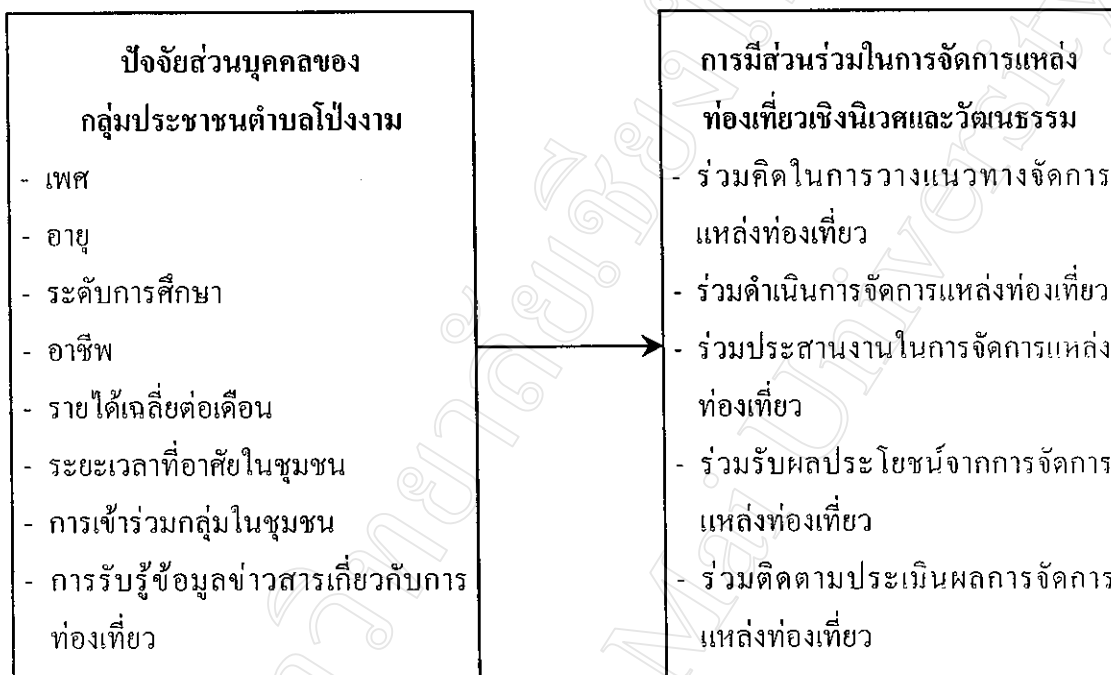 ปัจจัยส่วนบุคคลของ
กลุ่มประชาชนตำบลโป่งงาม
- เพศ
- อายุ
- ระดับการศึกษา
- อาชีพ
- รายได้เฉลี่ยต่อเดือน
- ระยะเวลาที่อาศัยในชุมชน
- การเข้าร่วมกลุ่มในชุมชน
- การรับรู้ข้อมูลข่าวสารเกี่ยวกับการ
ท่องเที่ยว
การมีส่วนร่วมในการจัดการแหล่ง
ท่องเที่ยวเชิงนิเวศและวัฒนธรรม
- ร่วมคิดในการวางแนวทางจัดการ
แหล่งท่องเที่ยว
- ร่วมดำเนินการจัดการแหล่งท่องเที่ยว
- ร่วมประสานงานในการจัดการแหล่ง
ท่องเที่ยว
- ร่วมรับผลประโยชน์จากการจัดการ
แหล่งท่องเที่ยว
- ร่วมติดตามประเมินผลการจัดการ
แหล่งท่องเที่ยว
Mai University